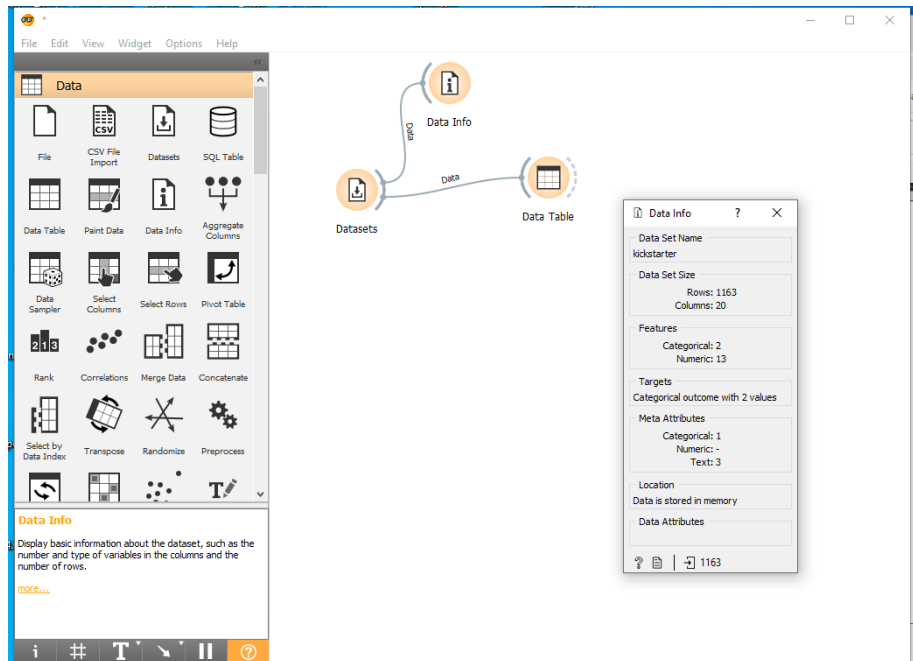 *
File Edit View Widget Options Help
Data
File
CSV File Import
Datasets
SQL Table
Data Table
Paint Data
Data Info
Aggregate Columns
Data Sampler
Select Columns
Select Rows
Pivot Table
Rank
Correlations
Merge Data
Concatenate
Select by Data Index
Transpose
Randomize
Preprocess
Data Info
Display basic information about the dataset, such as the
number and type of variables in the columns and the
number of rows.
more...
Data Info
Data
Data
Datasets
Data Table
Data Info ? ×
Data Set Name
kickstarter
Data Set Size
Rows: 1163
Columns: 20
Features
Categorical: 2
Numeric: 13
Targets
Categorical outcome with 2 values
Meta Attributes
Categorical: 1
Numeric: -
Text: 3
Location
Data is stored in memory
Data Attributes
1163